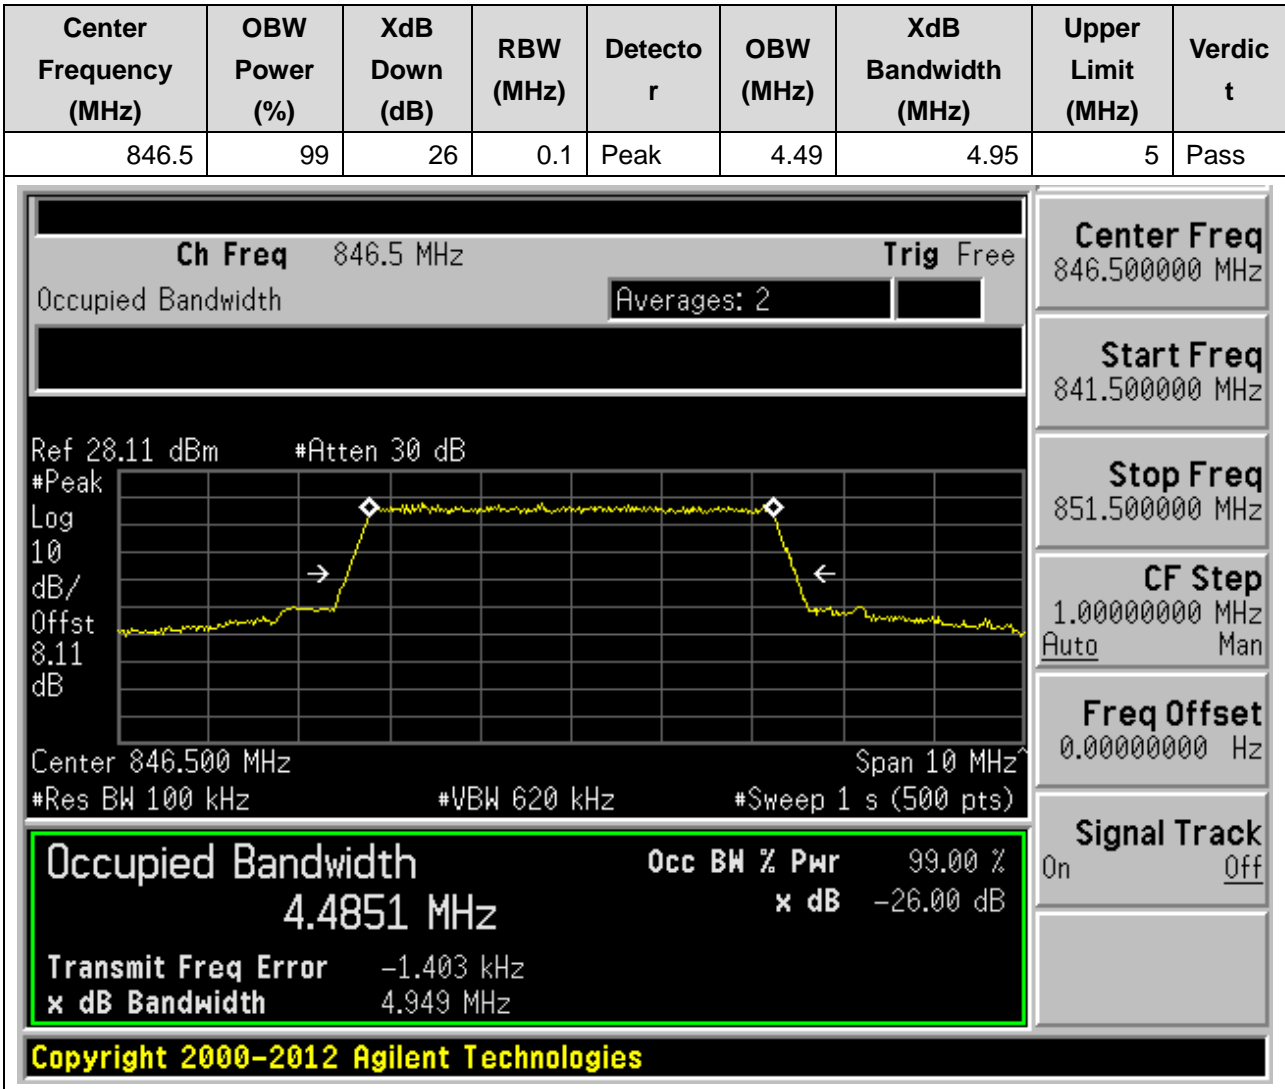 Center Frequency (MHz) OBW Power (%) XdB Down (dB) RBW (MHz) Detecto r OBW (MHz) XdB Bandwidth (MHz) Upper Limit (MHz) Verdic t
846.5 99 26 0.1 Peak 4.49 4.95 5 Pass
Ch Freq 846.5 MHz Trig Free
Occupied Bandwidth Averages: 2
Ref 28.11 dBm #Atten 30 dB
#Peak
Log
10
dB/
Offst
8.11
dB
Center 846.500 MHz Span 10 MHz^
#Res BW 100 kHz #VBW 620 kHz #Sweep 1 s (500 pts)
Occupied Bandwidth Occ BW % Pwr 99.00 %
4.4851 MHz x dB -26.00 dB
Transmit Freq Error -1.403 kHz
x dB Bandwidth 4.949 MHz
Center Freq
846.500000 MHz
Start Freq
841.500000 MHz
Stop Freq
851.500000 MHz
CF Step
1.00000000 MHz
Auto Man
Freq Offset
0.00000000 Hz
Signal Track
On Off
Copyright 2000-2012 Agilent Technologies